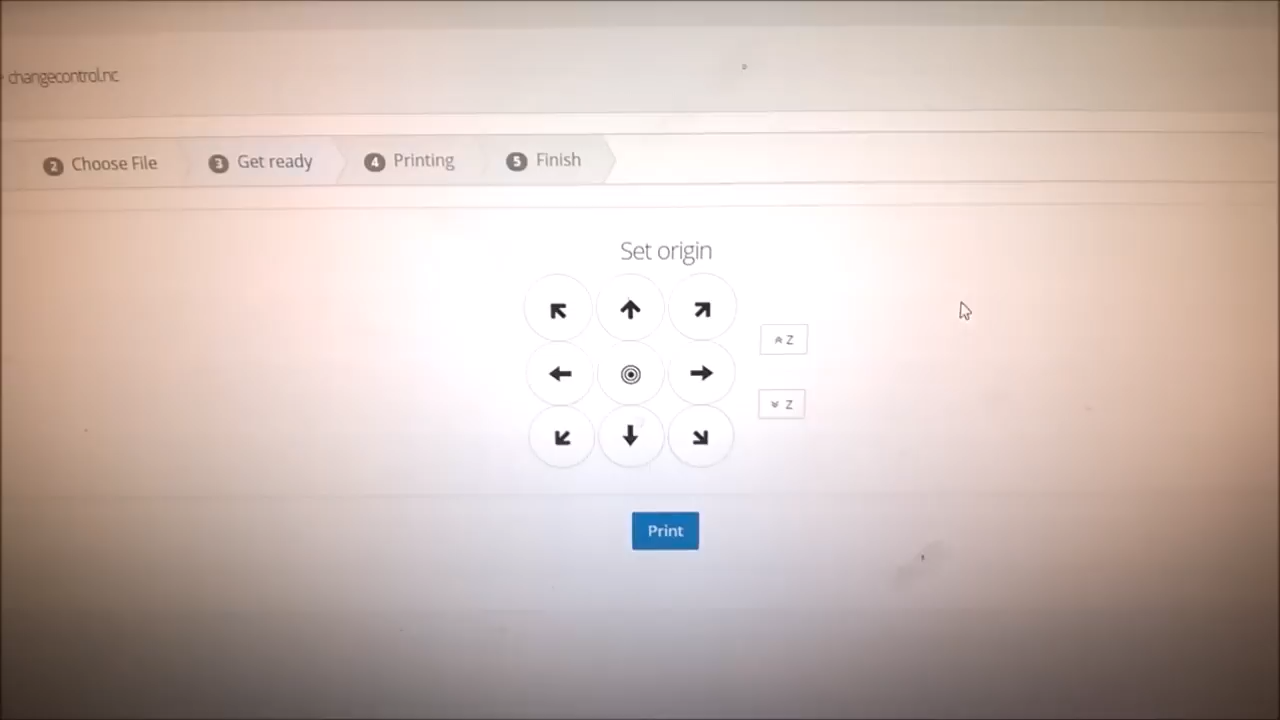 changecontrol.nc
2 Choose File
3 Get ready
4 Printing
5 Finish
Set origin
Z
Z
Print